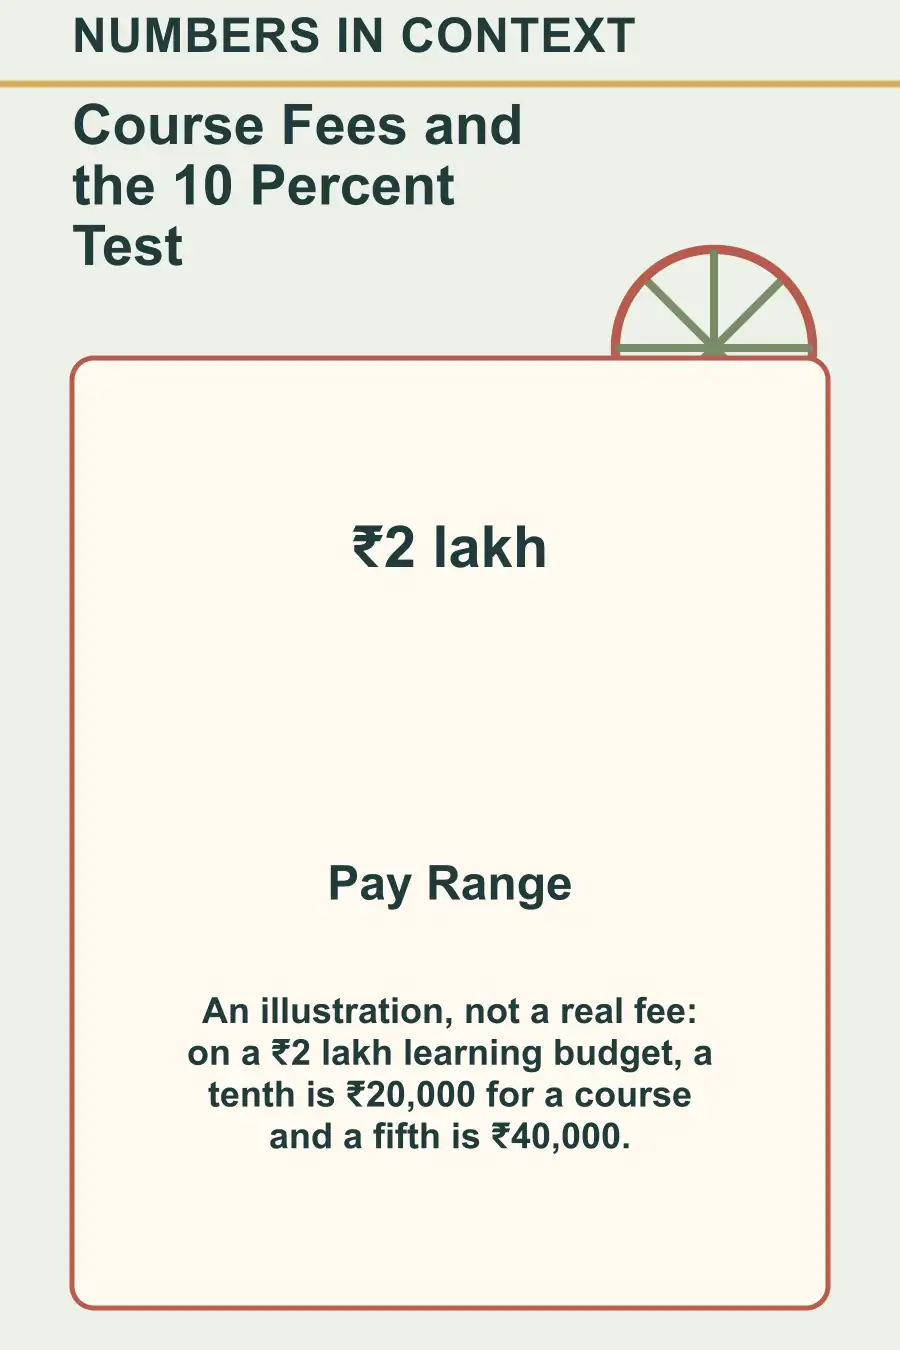 NUMBERS IN CONTEXT
Course Fees and
the 10 Percent
Test
₹2 lakh
Pay Range
An illustration, not a real fee:
on a ₹2 lakh learning budget, a
tenth is ₹20,000 for a course
and a fifth is ₹40,000.